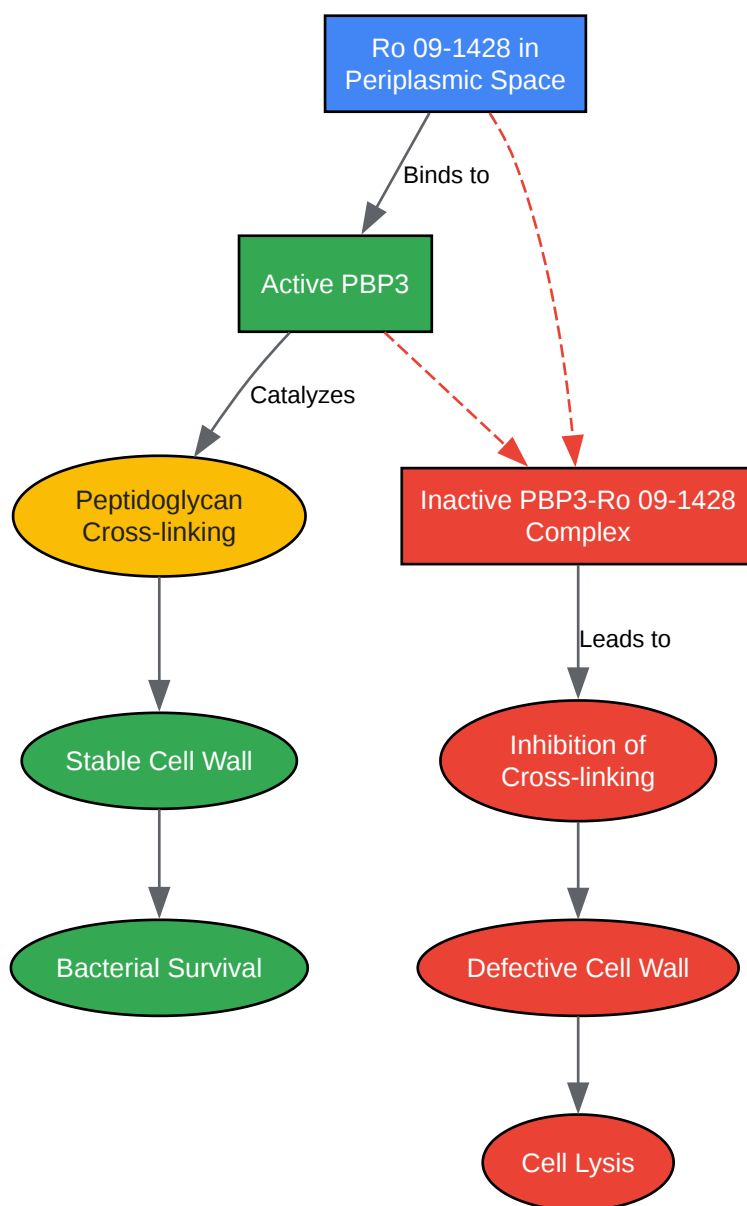 Ro 09-1428 in
Periplasmic Space
Binds to
Active PBP3
Catalyzes
Peptidoglycan
Cross-linking
Inactive PBP3-Ro 09-1428
Complex
Leads to
Stable Cell Wall
Inhibition of
Cross-linking
Bacterial Survival
Defective Cell Wall
Cell Lysis